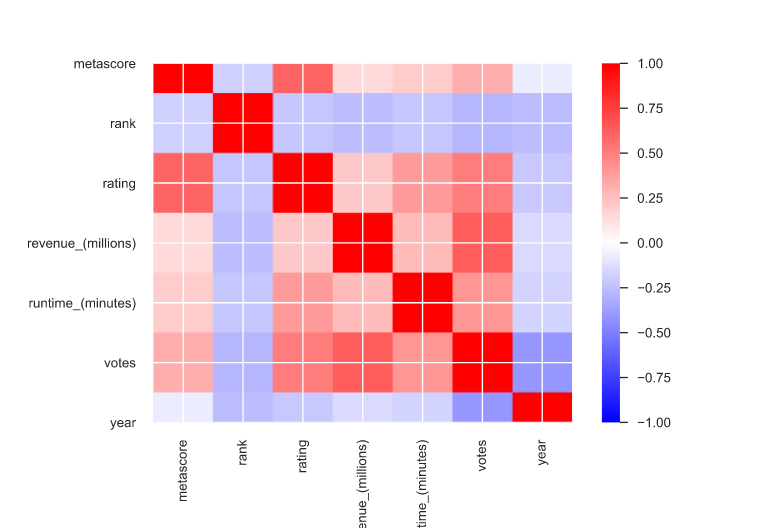 metascore
rank
rating
revenue_(millions)
runtime_(minutes)
votes
year
metascore
rank
rating
enue_(millions)
time_(minutes)
votes
year
1.00
0.75
0.50
0.25
0.00
−0.25
−0.50
−0.75
−1.00